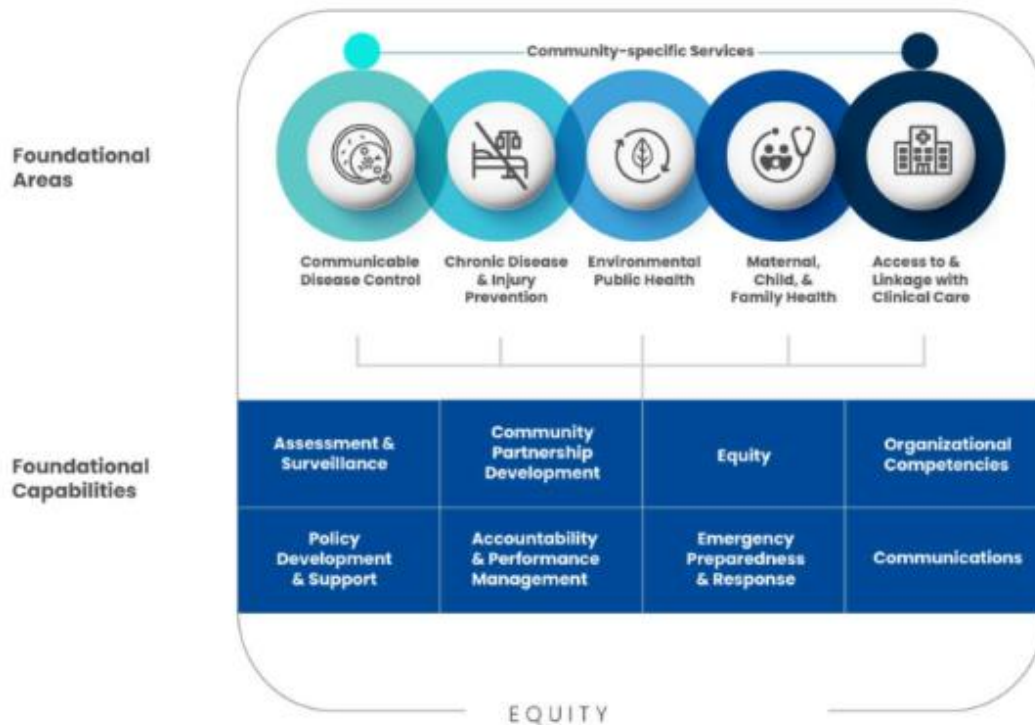 Community-specific Services
Foundational
Areas
Communicable
Disease Control
Chronic Disease
& Injury
Prevention
Environmental
Public Health
Maternal,
Child, &
Family Health
Access to &
Linkage with
Clinical Care
Foundational
Capabilities
Assessment &
Surveillance
Community
Partnership
Development
Equity
Organizational
Competencies
Policy
Development
& Support
Accountability
& Performance
Management
Emergency
Preparedness
& Response
Communications
EQUITY